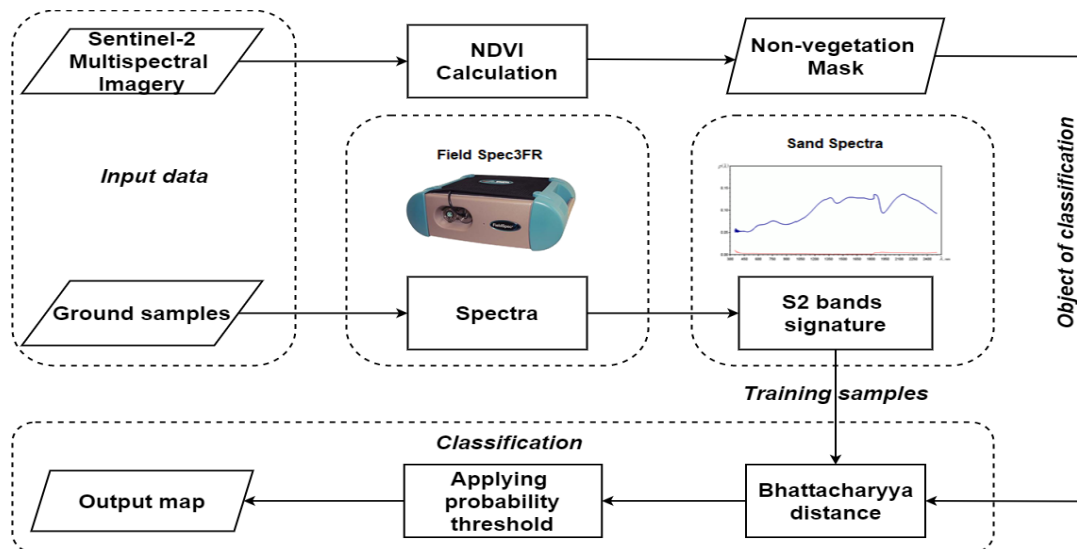 Sentinel-2
Multispectral
Imagery
NDVI
Calculation
Non-vegetation
Mask
Input data
Field Spec3FR
Sand Spectra
Object of classification
Ground samples
Spectra
S2 bands
signature
Training samples
Classification
Output map
Applying
probability
threshold
Bhattacharyya
distance